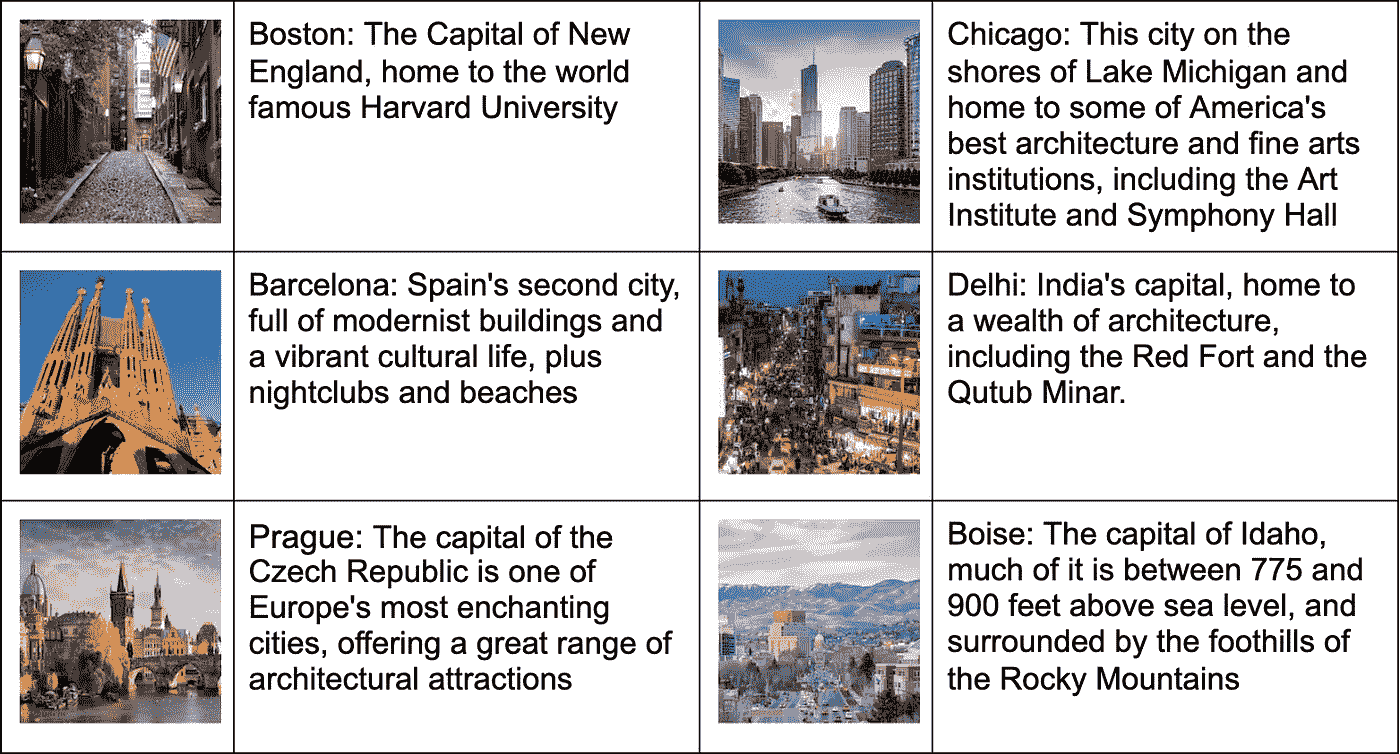 Boston: The Capital of New
England, home to the world
famous Harvard University
Chicago: This city on the
shores of Lake Michigan and
home to some of America's
best architecture and fine arts
institutions, including the Art
Institute and Symphony Hall
Barcelona: Spain's second city,
full of modernist buildings and
a vibrant cultural life, plus
nightclubs and beaches
Delhi: India's capital, home to
a wealth of architecture,
including the Red Fort and the
Qutub Minar.
Prague: The capital of the
Czech Republic is one of
Europe's most enchanting
cities, offering a great range of
architectural attractions
Boise: The capital of Idaho,
much of it is between 775 and
900 feet above sea level, and
surrounded by the foothills of
the Rocky Mountains